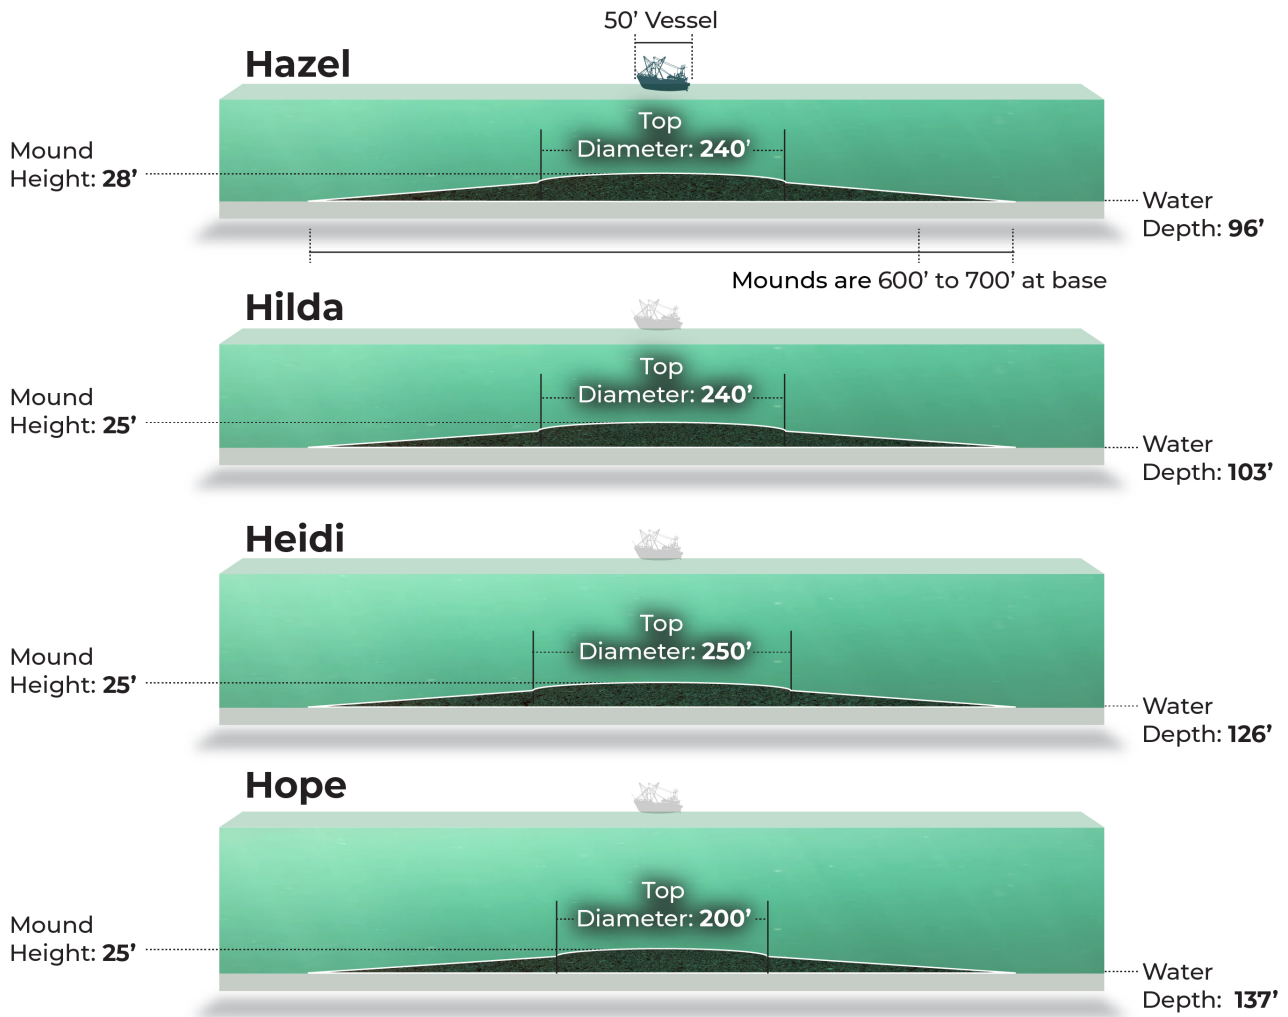 50’ Vessel
Hazel
Top
Diameter: 240’
Mound
Height: 28’
Water
Depth: 96’
Mounds are 600’ to 700’ at base
Hilda
Top
Diameter: 240’
Mound
Height: 25’
Water
Depth: 103’
Heidi
Top
Diameter: 250’
Mound
Height: 25’
Water
Depth: 126’
Hope
Top
Diameter: 200’
Mound
Height: 25’
Water
Depth: 137’